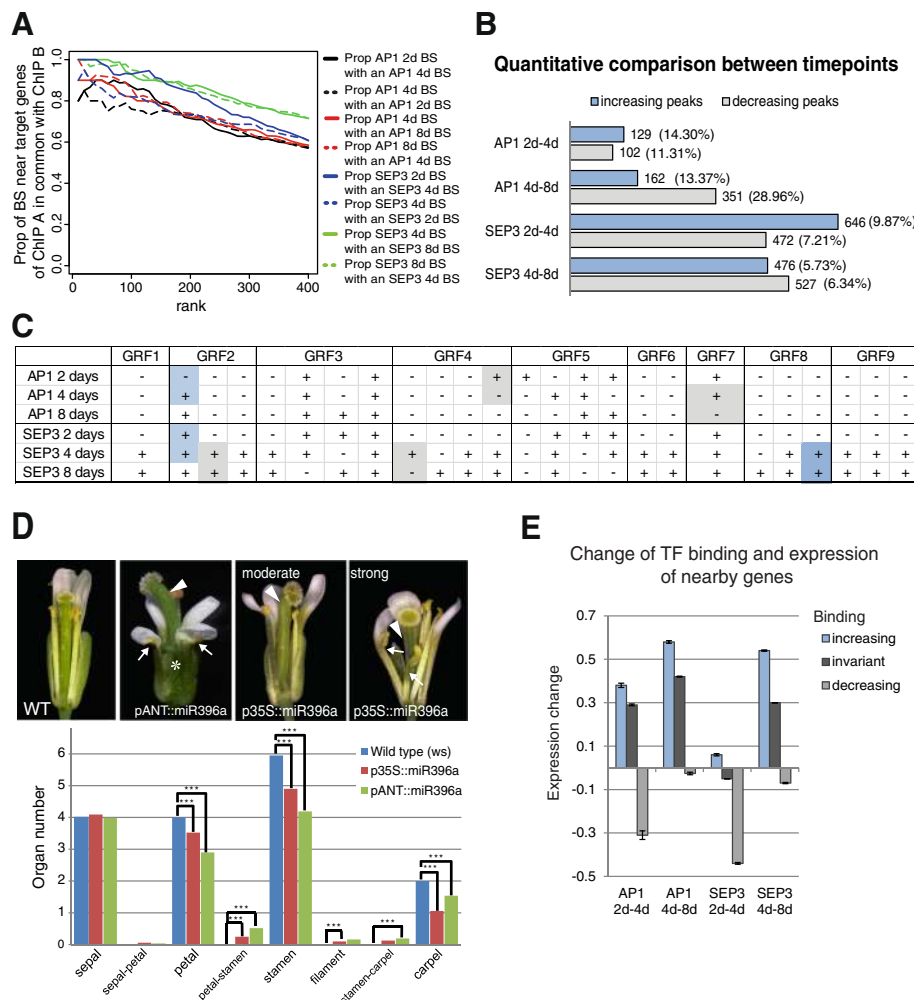 A
Prop of BS near target genes
of ChIP A in common with ChIP B
1.0
0.8
0.6
0.4
0.2
0.0
0 100 200 300 400
rank
Prop AP1 2d BS
with an AP1 4d BS
Prop AP1 4d BS
with an AP1 2d BS
Prop AP1 4d BS
with an AP1 8d BS
Prop AP1 8d BS
with an AP1 4d BS
Prop SEP3 2d BS
with an SEP3 4d BS
Prop SEP3 4d BS
with an SEP3 2d BS
Prop SEP3 4d BS
with an SEP3 8d BS
Prop SEP3 8d BS
with an SEP3 4d BS
B
Quantitative comparison between timepoints
increasing peaks decreasing peaks
AP1 2d-4d 129 (14.30%)
102 (11.31%)
AP1 4d-8d 162 (13.37%)
351 (28.96%)
SEP3 2d-4d 646 (9.87%)
472 (7.21%)
SEP3 4d-8d 476 (5.73%)
527 (6.34%)
C
GRF1 GRF2 GRF3 GRF4 GRF5 GRF6 GRF7 GRF8 GRF9
AP1 2 days - - - - - + - + - - - + + - + + - - + - - - - - -
AP1 4 days - + - - - + - + - - - - - + + - - - + - - - - - -
AP1 8 days - + - - - + + + - - - - - - + + - - - - - - - - -
SEP3 2 days - + - - - + + + - - - - - + + + - - + - - - - - -
SEP3 4 days + + + + + + - + + - + + - - - - + + + - + + + + +
SEP3 8 days + + + + + - + + - - + + - - - + + + + - + + + + +
D
moderate
strong
*
WT
pANT::miR396a
p35S::miR396a
p35S::miR396a
Organ number
6
5
4
3
2
1
0
Wild type (ws)
p35S::miR396a
pANT::miR396a
***
***
***
***
***
***
***
***
***
***
sepal
sepal-petal
petal
petal-stamen
stamen
filament
stamen-carpel
carpel
E
Change of TF binding and expression
of nearby genes
Expression change
0.7
0.5
0.3
0.1
-0.1
-0.3
-0.5
Binding
increasing
invariant
decreasing
AP1 AP1 SEP3 SEP3
2d-4d 4d-8d 2d-4d 4d-8d